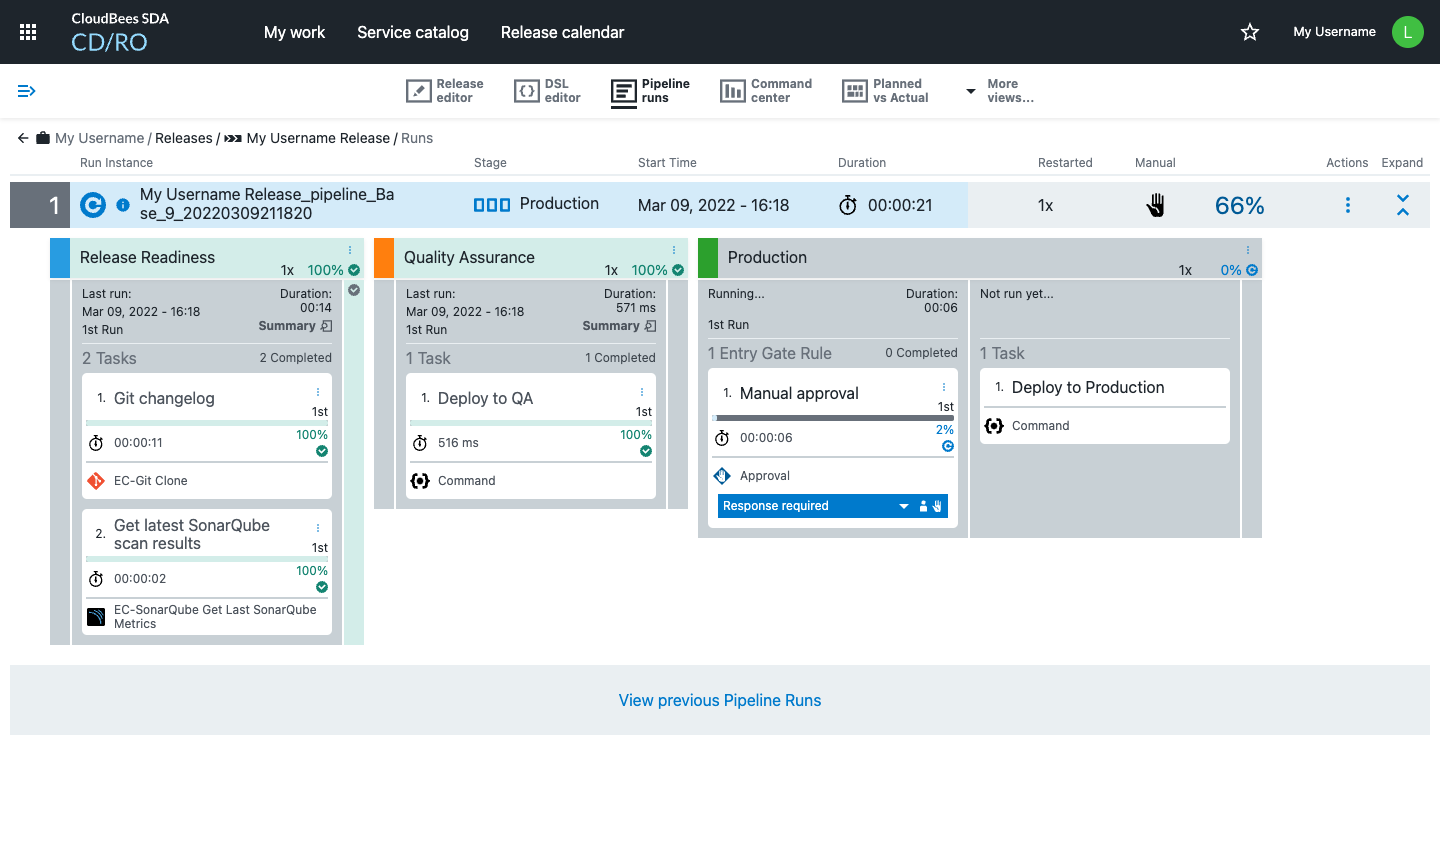 CloudBees SDA
CD/RO
My work
Service catalog
Release calendar
My Username
L
Release
editor
DSL
editor
Pipeline
runs
Command
center
Planned
vs Actual
More
views...
My Username / Releases / My Username Release / Runs
Run Instance
Stage
Start Time
Duration
Restarted
Manual
Actions
Expand
1
My Username Release_pipeline_Ba
se_9_20220309211820
Production
Mar 09, 2022 - 16:18
00:00:21
1x
66%
Release Readiness
1x 100%
Last run:
Mar 09, 2022 - 16:18
1st Run
Duration:
00:14
Summary
2 Tasks
2 Completed
1. Git changelog
1st
100%
00:00:11
EC-Git Clone
2. Get latest SonarQube
scan results
1st
100%
00:00:02
EC-SonarQube Get Last SonarQube
Metrics
Quality Assurance
1x 100%
Last run:
Mar 09, 2022 - 16:18
1st Run
Duration:
571 ms
Summary
1 Task
1 Completed
1. Deploy to QA
1st
100%
516 ms
Command
Production
1x 0%
Running...
Duration:
00:06
1st Run
1 Entry Gate Rule
0 Completed
1. Manual approval
1st
2%
00:00:06
Approval
Response required
Not run yet...
1 Task
1. Deploy to Production
Command
View previous Pipeline Runs